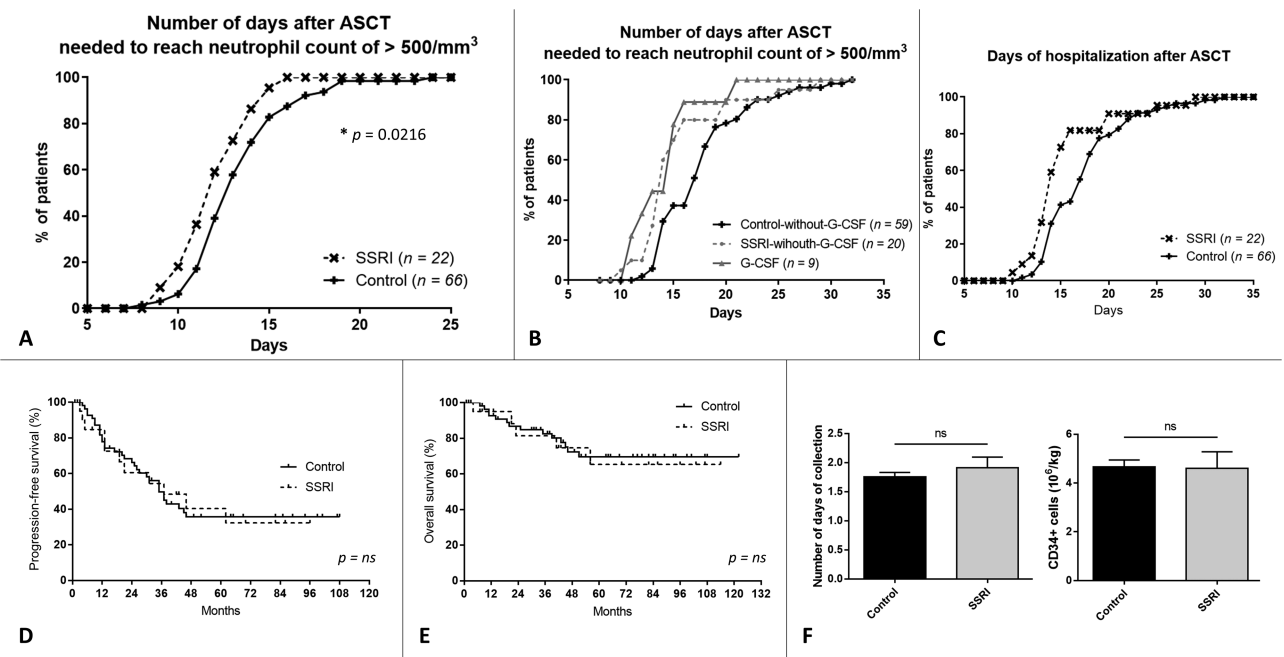 Number of days after ASCT
needed to reach neutrophil count of > 500/mm³
100
80
60
40
20
0
% of patients
* p = 0.0216
SSRI (n = 22)
Control (n = 66)
5 10 15 20 25
Days
A
Number of days after ASCT
needed to reach neutrophil count of > 500/mm³
100
80
60
40
20
0
% of patients
Control-without-G-CSF (n = 59)
SSRI-wihouth-G-CSF (n = 20)
G-CSF (n = 9)
5 10 15 20 25 30 35
Days
B
Days of hospitalization after ASCT
100
80
60
40
20
0
% of patients
SSRI (n = 22)
Control (n = 66)
5 10 15 20 25 30 35
Days
C
100
80
60
40
20
0
Progression-free survival (%)
Control
SSRI
p = ns
0 12 24 36 48 60 72 84 96 108 120
Months
D
100
80
60
40
20
0
Overall survival (%)
Control
SSRI
p = ns
0 12 24 36 48 60 72 84 96 108 120 132
Months
E
2.5
2.0
1.5
1.0
0.5
0.0
Number of days of collection
ns
Control
SSRI
6
4
2
0
CD34+ cells (10⁶/kg)
ns
Control
SSRI
F